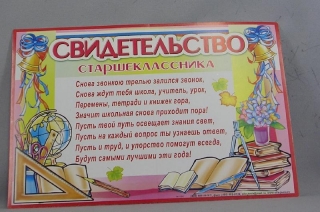 СВИДЕТЕЛЬСТВО
СТАРШЕКЛАССНИКА
Снова звонкою трелью залился звонок,
Снова ждут тебя школа, учитель, урок,
Перемены, тетради и книжек гора,
Значит школьная снова приходит пора!
Пусть твой путь освещает знания свет,
Пусть на каждый вопрос ты узнаешь ответ,
Пусть и труд, и упорство помогут всегда,
Будут самыми лучшими эти года!